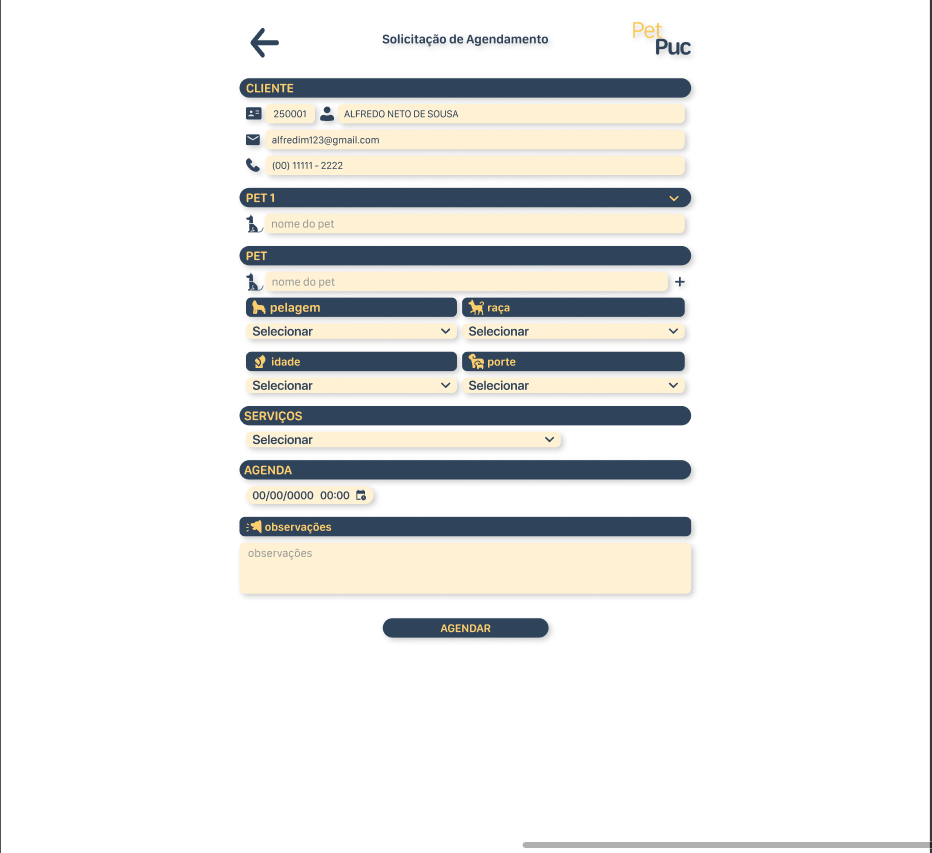 Solicitação de Agendamento
Pet
Puc
CLIENTE
250001 ALFREDO NETO DE SOUSA
alfredim123@gmail.com
(00) 11111 - 2222
PET 1
nome do pet
PET
nome do pet +
pelagem raça
Selecionar Selecionar
idade porte
Selecionar Selecionar
SERVIÇOS
Selecionar
AGENDA
00/00/0000 00:00
observações
observações
AGENDAR